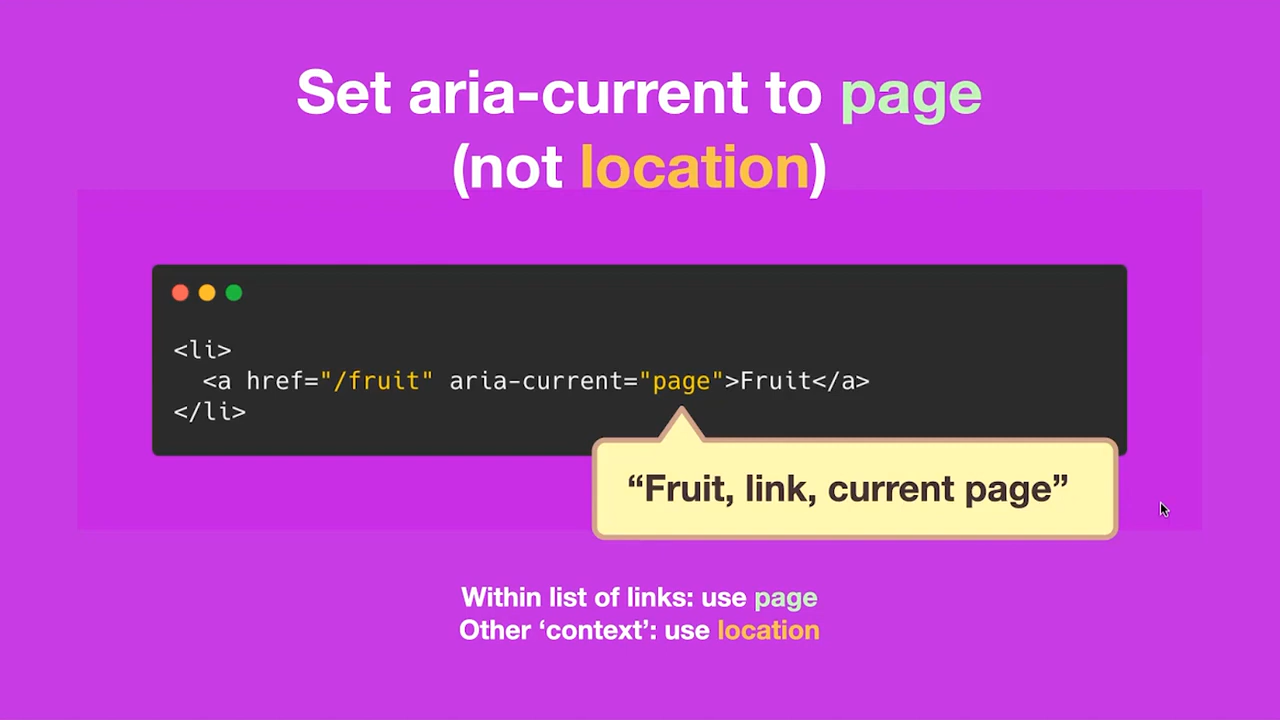 Set aria-current to page
(not location)
<li>
  <a href="/fruit" aria-current="page">Fruit</a>
</li>
“Fruit, link, current page”
Within list of links: use page
Other ‘context’: use location